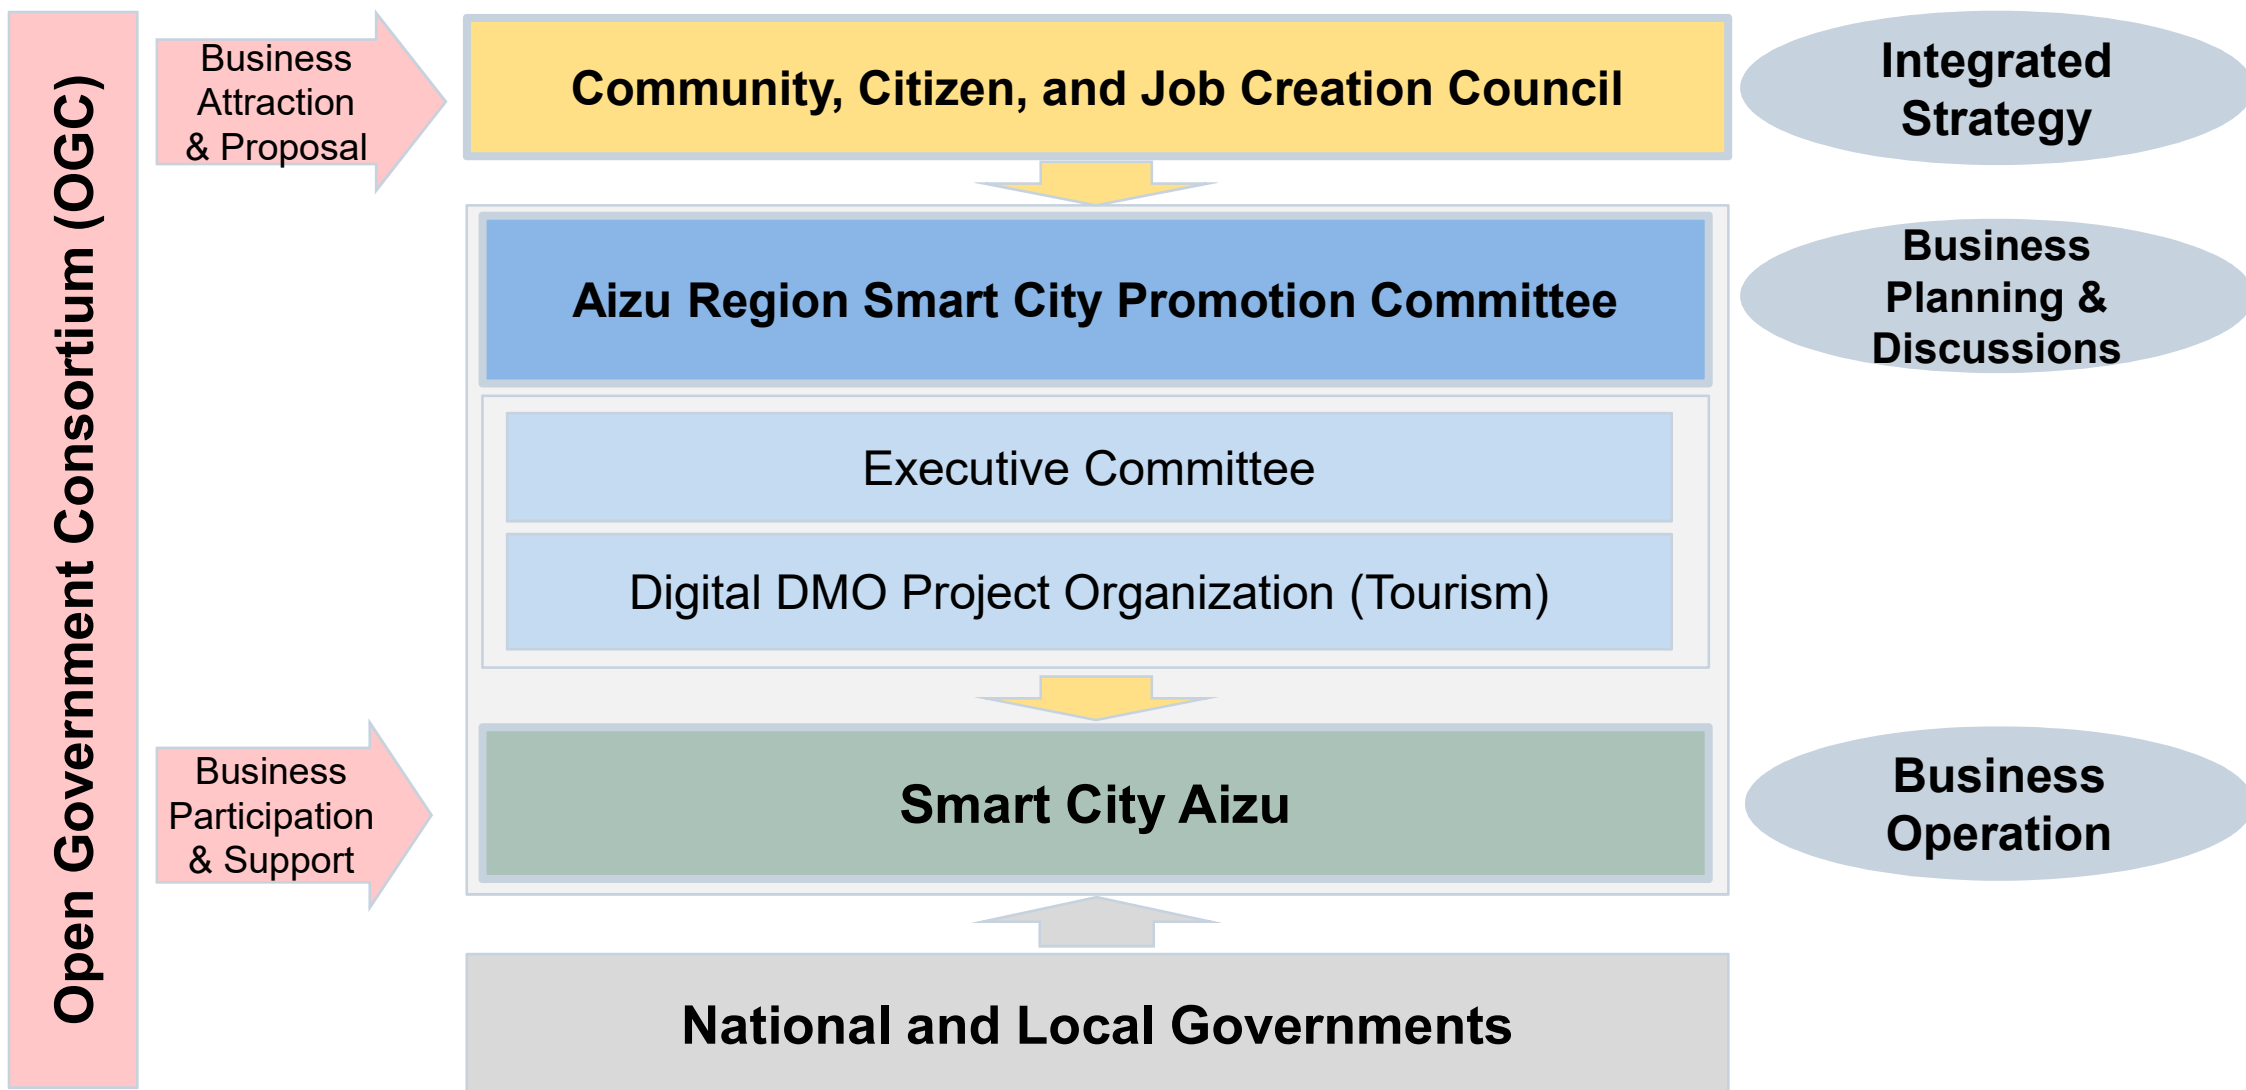 Open Government Consortium (OGC)
Business
Attraction
& Proposal
Community, Citizen, and Job Creation Council
Integrated
Strategy
Aizu Region Smart City Promotion Committee
Business
Planning &
Discussions
Executive Committee
Digital DMO Project Organization (Tourism)
Business
Participation
& Support
Smart City Aizu
Business
Operation
National and Local Governments